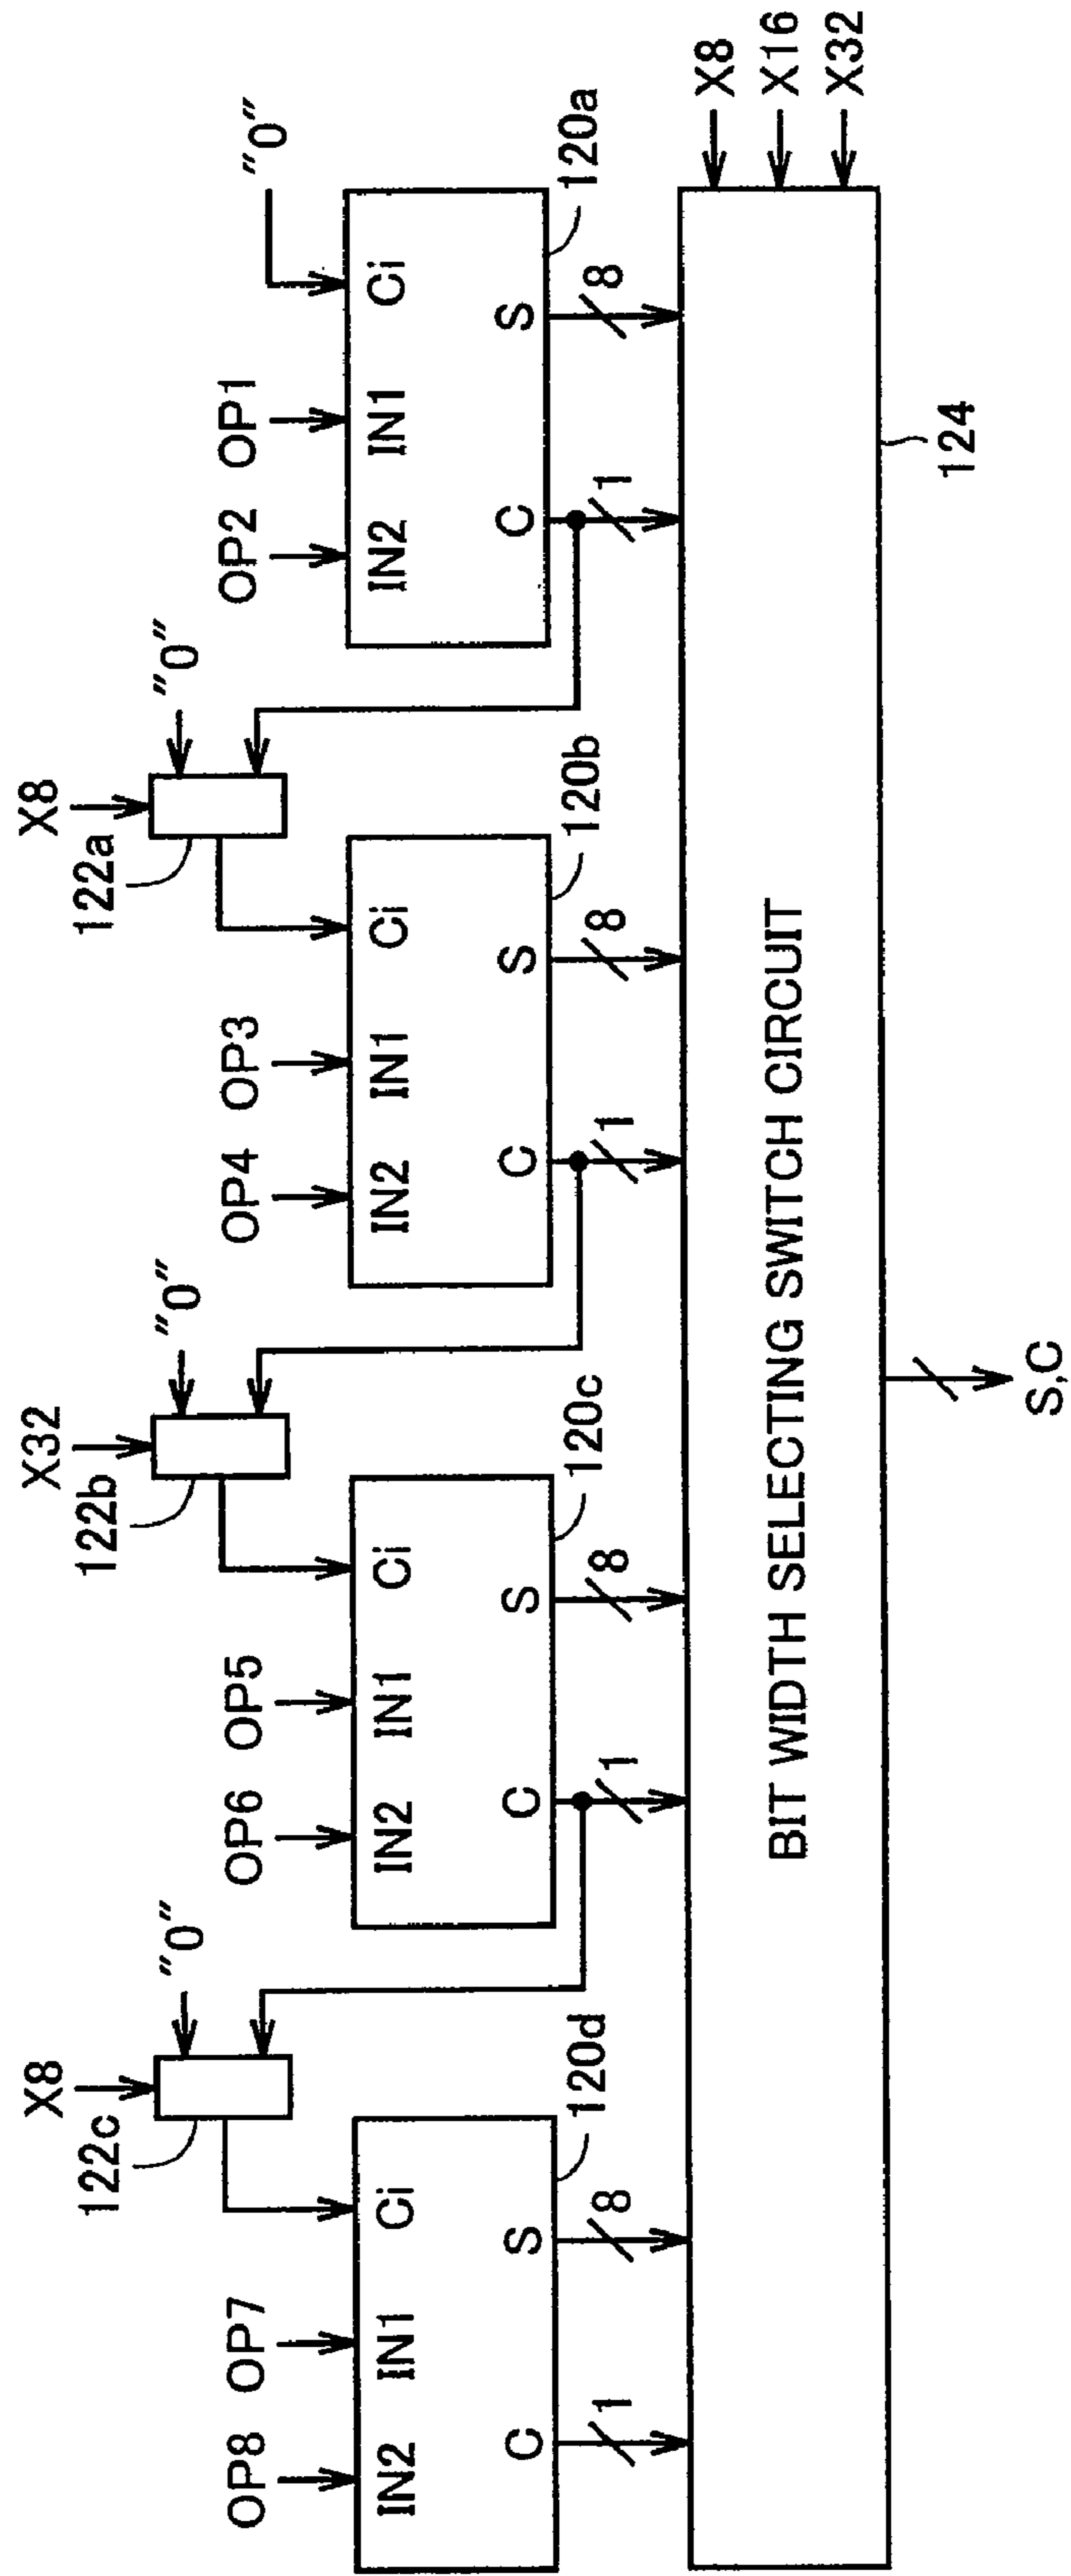 X8
"0"
122c
X32
"0"
122b
X8
"0"
122a
"0"
OP8
OP7
OP6
OP5
OP4
OP3
OP2
OP1
IN2
IN1
Ci
IN2
IN1
Ci
IN2
IN1
Ci
IN2
IN1
Ci
C
S
120d
C
S
120c
C
S
120b
C
S
120a
1
8
1
8
1
8
1
8
BIT WIDTH SELECTING SWITCH CIRCUIT
X8
X16
X32
124
S,C